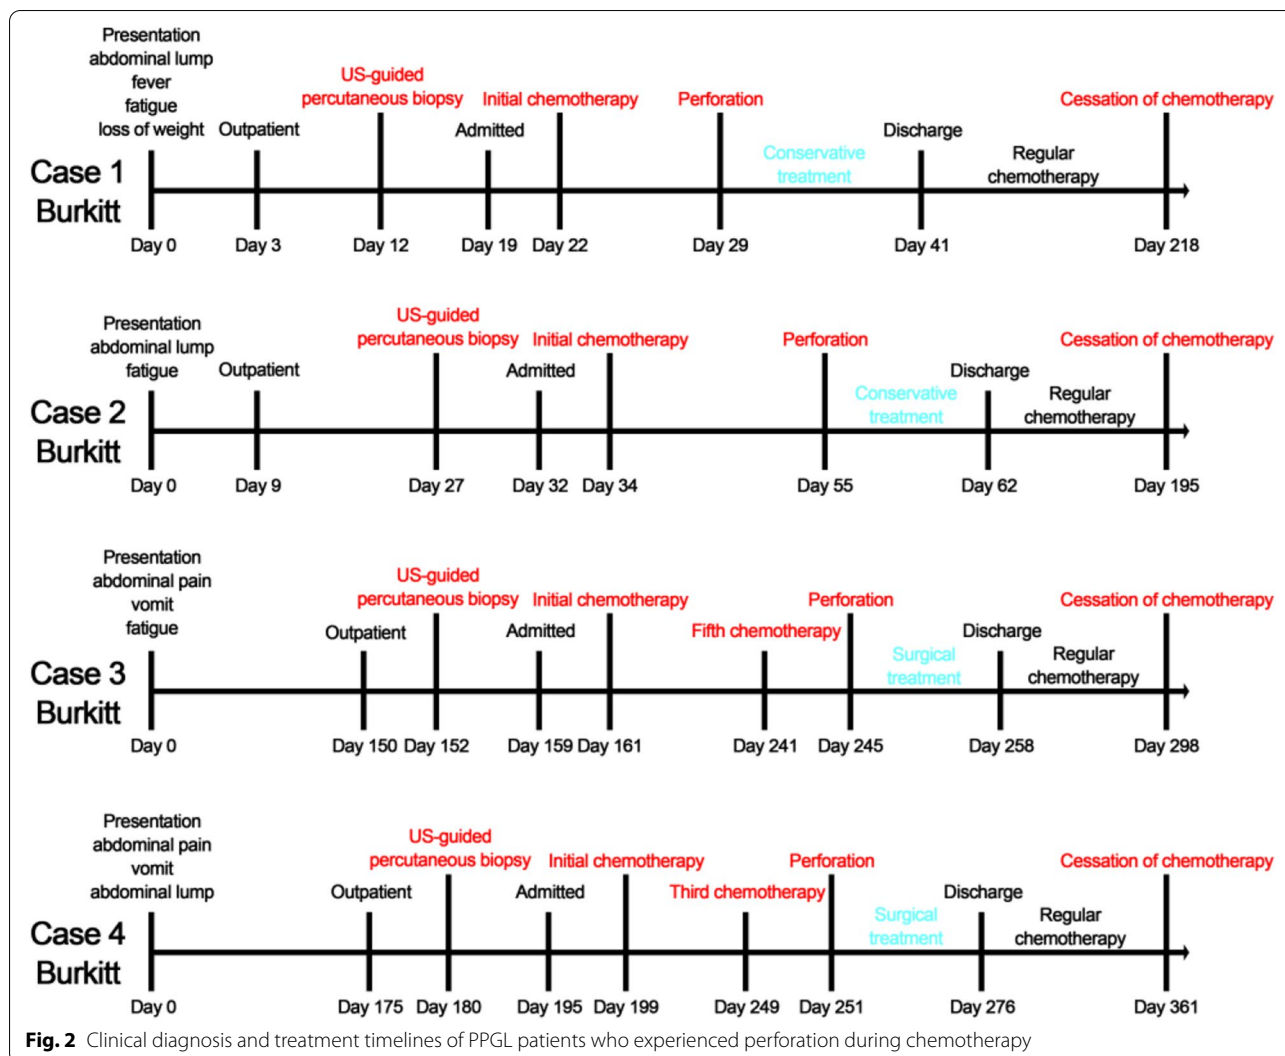 Presentation
abdominal lump
fever
fatigue
loss of weight
Outpatient
US-guided
percutaneous biopsy
Admitted
Initial chemotherapy
Perforation
Conservative
treatment
Discharge
Regular
chemotherapy
Cessation of chemotherapy
Case 1
Burkitt
Day 0 Day 3 Day 12 Day 19 Day 22 Day 29 Day 41 Day 218
Presentation
abdominal lump
fatigue
Outpatient
US-guided
percutaneous biopsy
Admitted
Initial chemotherapy
Perforation
Conservative
treatment
Discharge
Regular
chemotherapy
Cessation of chemotherapy
Case 2
Burkitt
Day 0 Day 9 Day 27 Day 32 Day 34 Day 55 Day 62 Day 195
Presentation
abdominal pain
vomit
fatigue
Outpatient
US-guided
percutaneous biopsy
Admitted
Initial chemotherapy
Fifth chemotherapy
Perforation
Surgical
treatment
Discharge
Regular
chemotherapy
Cessation of chemotherapy
Case 3
Burkitt
Day 0 Day 150 Day 152 Day 159 Day 161 Day 241 Day 245 Day 258 Day 298
Presentation
abdominal pain
vomit
abdominal lump
Outpatient
US-guided
percutaneous biopsy
Admitted
Initial chemotherapy
Third chemotherapy
Perforation
Surgical
treatment
Discharge
Regular
chemotherapy
Cessation of chemotherapy
Case 4
Burkitt
Day 0 Day 175 Day 180 Day 195 Day 199 Day 249 Day 251 Day 276 Day 361
Fig. 2 Clinical diagnosis and treatment timelines of PPGL patients who experienced perforation during chemotherapy